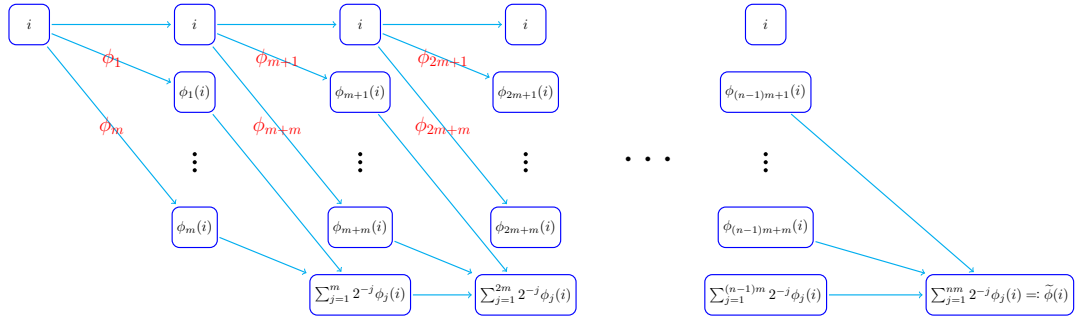 i i i i i
ϕ₁ ϕ_{m+1} ϕ_{2m+1}
ϕ₁(i) ϕ_{m+1}(i) ϕ_{2m+1}(i) ϕ_{(n−1)m+1}(i)
ϕ_m ϕ_{m+m} ϕ_{2m+m}
⋮ ⋮ ⋮ ⋯ ⋮
ϕ_m(i) ϕ_{m+m}(i) ϕ_{2m+m}(i) ϕ_{(n−1)m+m}(i)
∑_{j=1}^{m} 2^{−j}ϕ_j(i) ∑_{j=1}^{2m} 2^{−j}ϕ_j(i) ∑_{j=1}^{(n−1)m} 2^{−j}ϕ_j(i) ∑_{j=1}^{nm} 2^{−j}ϕ_j(i) =: ϕ̃(i)